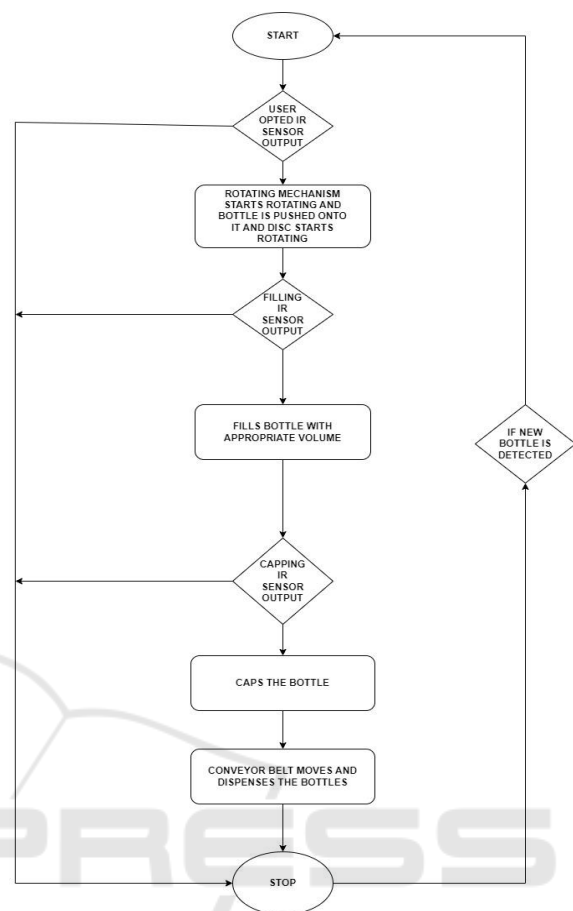 START
USER
OPTED IR
SENSOR
OUTPUT
ROTATING MECHANISM
STARTS ROTATING AND
BOTTLE IS PUSHED ONTO
IT AND DISC STARTS
ROTATING
FILLING
IR
SENSOR
OUTPUT
FILLS BOTTLE WITH
APPROPRIATE VOLUME
IF NEW
BOTTLE IS
DETECTED
CAPPING
IR
SENSOR
OUTPUT
CAPS THE BOTTLE
CONVEYOR BELT MOVES AND
DISPENSES THE BOTTLES
PRESS
STOP